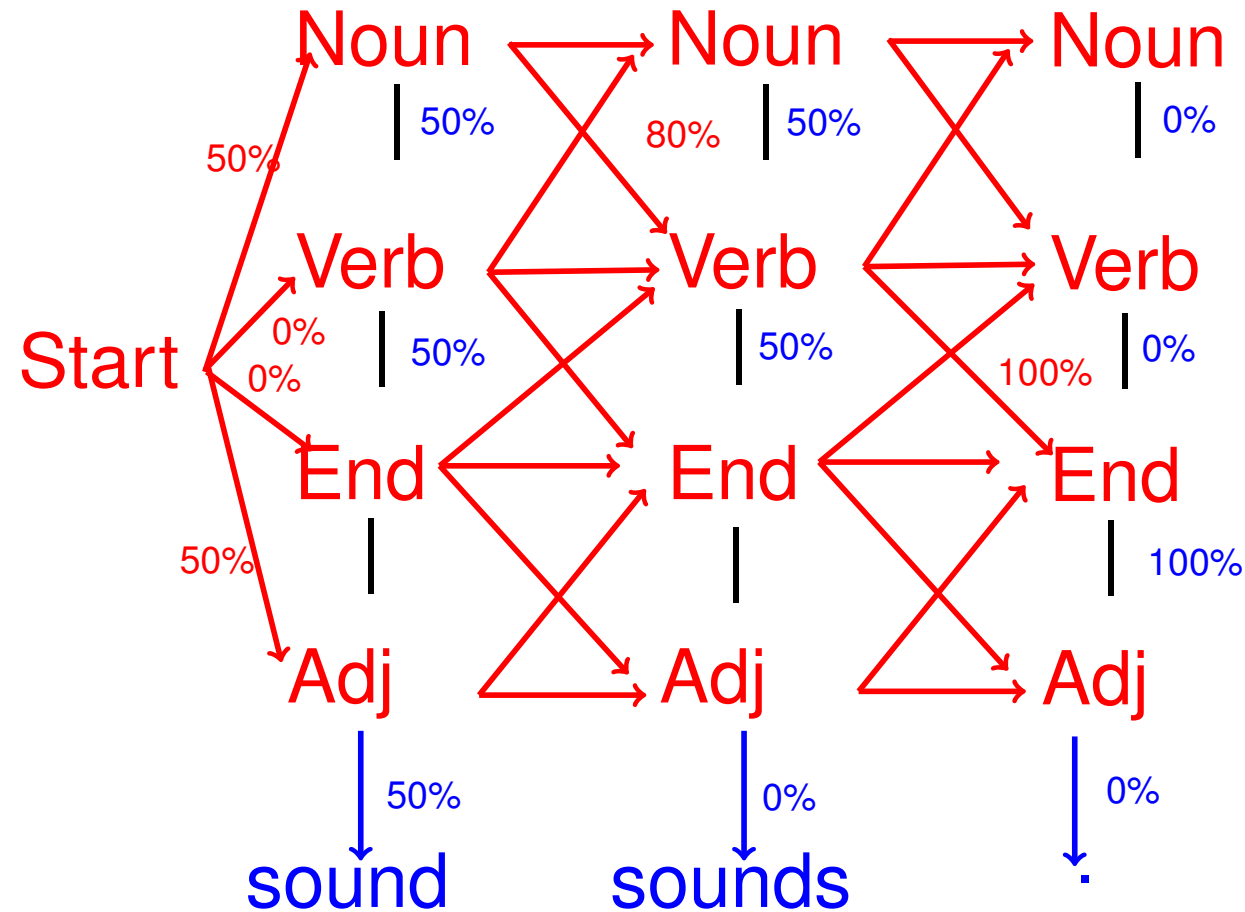 Noun Noun Noun
50% 80% 50% 0%
50%
Verb Verb Verb
0% 50% 50% 0%
Start 0% 100%
End End End
50% 100%
Adj Adj Adj
50% 0% 0%
sound sounds .